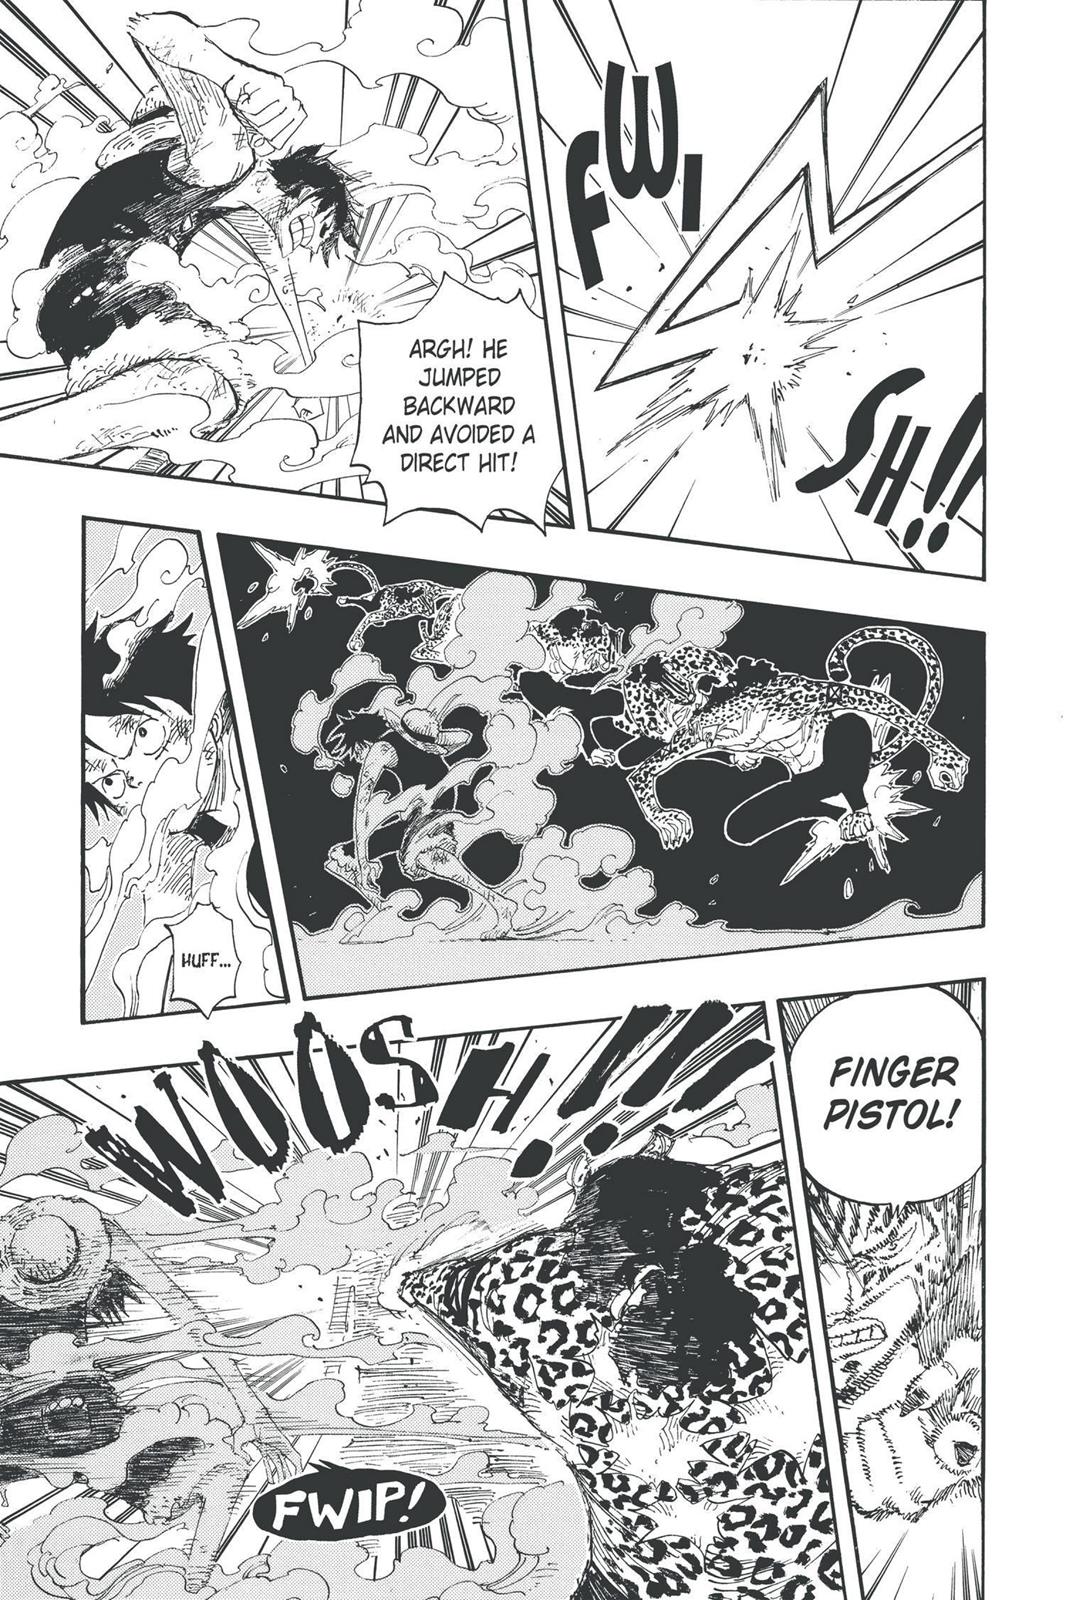 FWI
SH!!
ARGH! HE
JUMPED
BACKWARD
AND AVOIDED A
DIRECT HIT!
HUFF...
FINGER
PISTOL!
WOOSH!!!
FWIP!